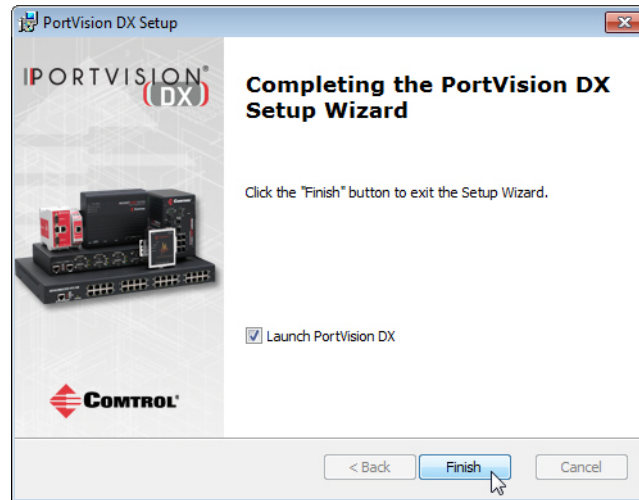 PortVision DX Setup
PORTVISION®
(DX)
Completing the PortVision DX
Setup Wizard
Click the "Finish" button to exit the Setup Wizard.
Launch PortVision DX
COMTROL®
< Back
Finish
Cancel